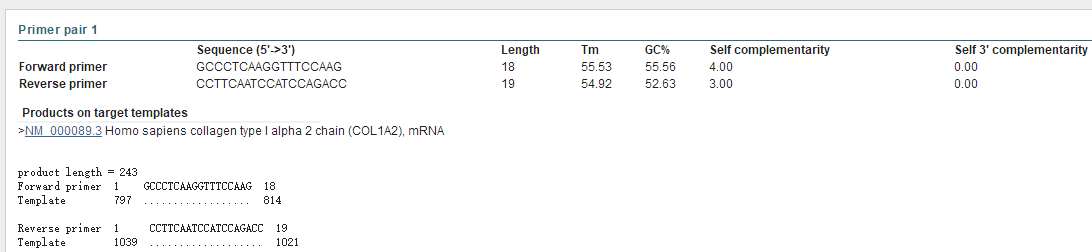 Primer pair 1
Sequence (5'->3') Length Tm GC% Self complementarity Self 3' complementarity
Forward primer GCCCTCAAGGTTTCCAAG 18 55.53 55.56 4.00 0.00
Reverse primer CCTTCAATCCATCCAGACC 19 54.92 52.63 3.00 0.00
Products on target templates
>NM_000089.3 Homo sapiens collagen type I alpha 2 chain (COL1A2), mRNA
product length = 243
Forward primer 1 GCCCTCAAGGTTTCCAAG 18
Template 797 .................. 814
Reverse primer 1 CCTTCAATCCATCCAGACC 19
Template 1039 ................... 1021